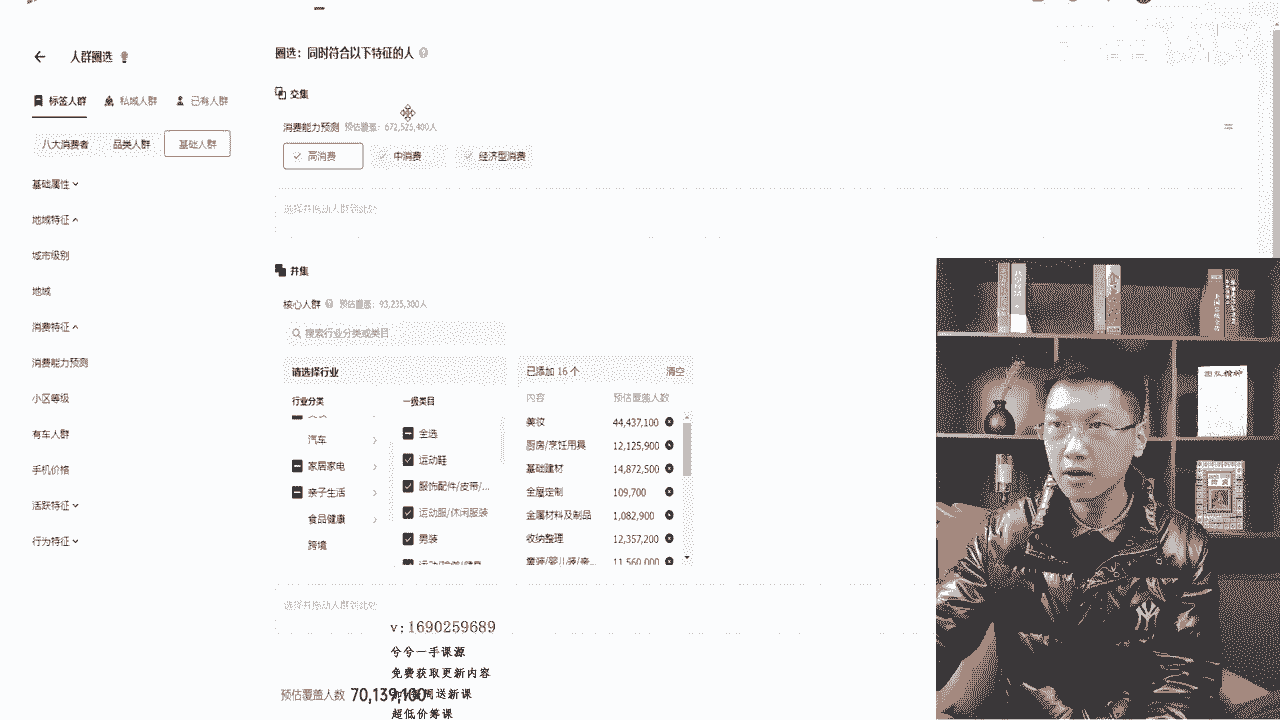 人群圈选
标签人群 私域人群 已有人群
八大消费者 品类人群 基础人群
基础属性
地域特征
城市级别
地域
消费特征
消费能力预测
小区等级
有车人群
手机价格
活跃特征
行为特征
圈选：同时符合以下特征的人
交集
消费能力预测 预估覆盖：672,525,400人
高消费 中消费 经济型消费
选择并拖动人群到此处
并集
核心人群 预估覆盖：93,235,300人
搜索行业分类或类目
请选择行业
行业分类 一级类目
汽车
家居家电
亲子生活
食品健康
跨境
全选
运动鞋
服饰配件/皮带/...
运动服/休闲服装
男装
已添加 16 个 清空
内容 预估覆盖人数
美妆 44,437,100
厨房/烹饪用具 12,125,900
基础建材 14,872,500
全屋定制 109,700
金属材料及制品 1,082,900
收纳整理 12,357,200
童装/婴儿装/亲... 11,560,000
选择并拖动人群到此处
v:1690259689
兮兮一手课源
免费获取更新内容
周送新课
超低价筹课
预估覆盖人数 70,139,100
团队精神